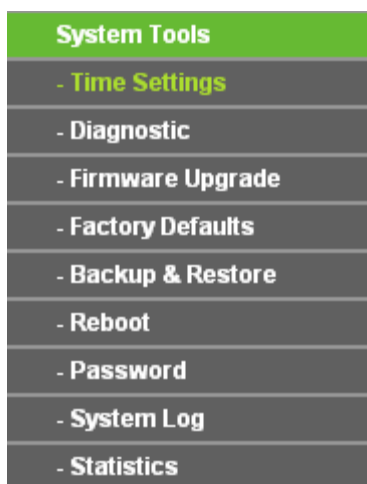 System Tools
- Time Settings
- Diagnostic
- Firmware Upgrade
- Factory Defaults
- Backup & Restore
- Reboot
- Password
- System Log
- Statistics